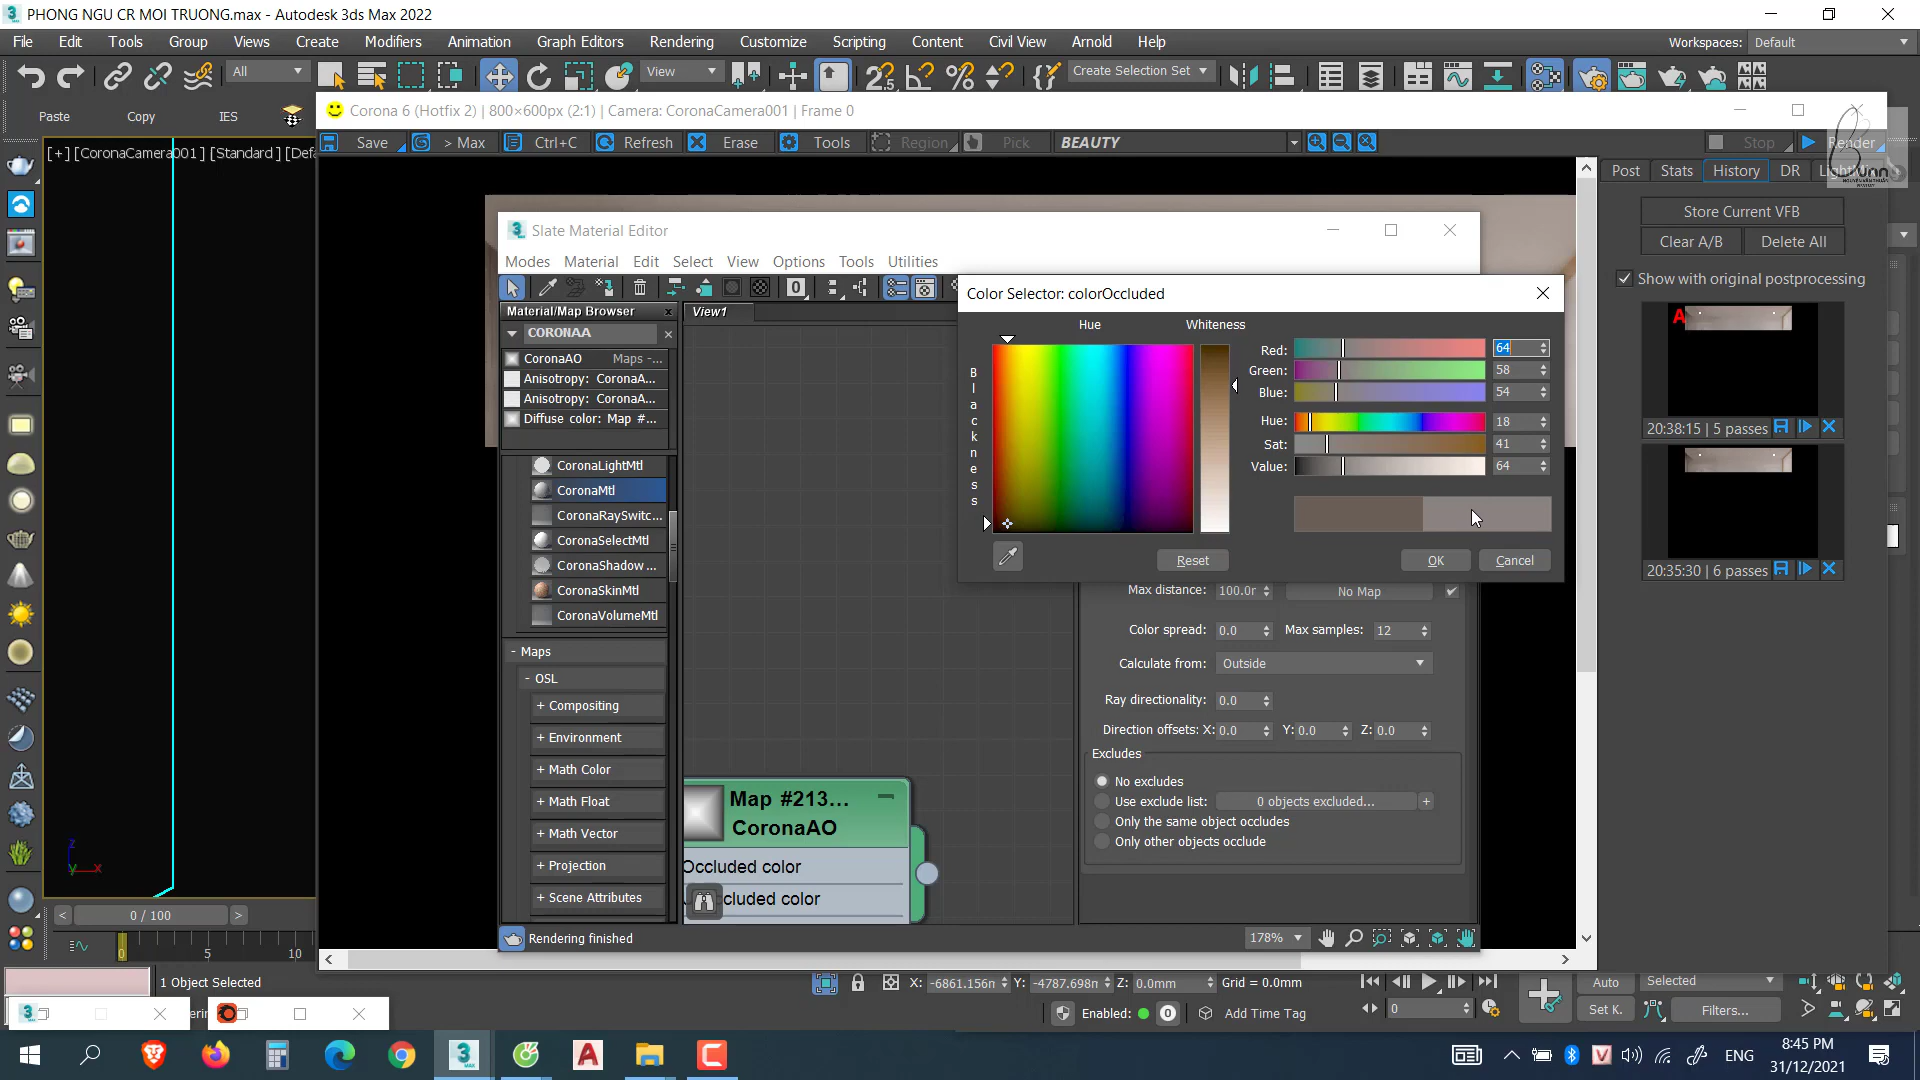 PHONG NGU CR MOI TRUONG.max - Autodesk 3ds Max 2022
File Edit Tools Group Views Create Modifiers Animation Graph Editors Rendering Customize Scripting Content Civil View Arnold Help
Workspaces: Default
All
View
Create Selection Set
Paste Copy IES
Corona 6 (Hotfix 2) | 800×600px (2:1) | Camera: CoronaCamera001 | Frame 0
[+] [CoronaCamera001] [Standard] [Defa
Save > Max Ctrl+C Refresh Erase Tools Region Pick BEAUTY Stop Render
Post Stats History DR
Store Current VFB
Clear A/B Delete All
Show with original postprocessing
A
20:38:15 | 5 passes
20:35:30 | 6 passes
Slate Material Editor
Modes Material Edit Select View Options Tools Utilities
Material/Map Browser
View1
CORONAA
CoronaAO Maps -...
Anisotropy: CoronaA...
Anisotropy: CoronaA...
Diffuse color: Map #...
CoronaLightMtl
CoronaMtl
CoronaRaySwitc...
CoronaSelectMtl
CoronaShadow ...
CoronaSkinMtl
CoronaVolumeMtl
- Maps
- OSL
+ Compositing
+ Environment
+ Math Color
+ Math Float
+ Math Vector
+ Projection
+ Scene Attributes
Map #213...
CoronaAO
Occluded color
ccluded color
Color Selector: colorOccluded
Hue Whiteness
Blackness
Red: 64
Green: 58
Blue: 54
Hue: 18
Sat: 41
Value: 64
Reset OK Cancel
Max distance: 100.0r No Map
Color spread: 0.0 Max samples: 12
Calculate from: Outside
Ray directionality: 0.0
Direction offsets: X: 0.0 Y: 0.0 Z: 0.0
Excludes
No excludes
Use exclude list: 0 objects excluded... +
Only the same object occludes
Only other objects occlude
Rendering finished
178%
z
y x
< 0 / 100 >
0 5 10
1 Object Selected
X: -6861.156n Y: -4787.698n Z: 0.0mm Grid = 0.0mm
Enabled: 0 Add Time Tag
0
Auto Selected
Set K. Filters...
ENG
8:45 PM
31/12/2021